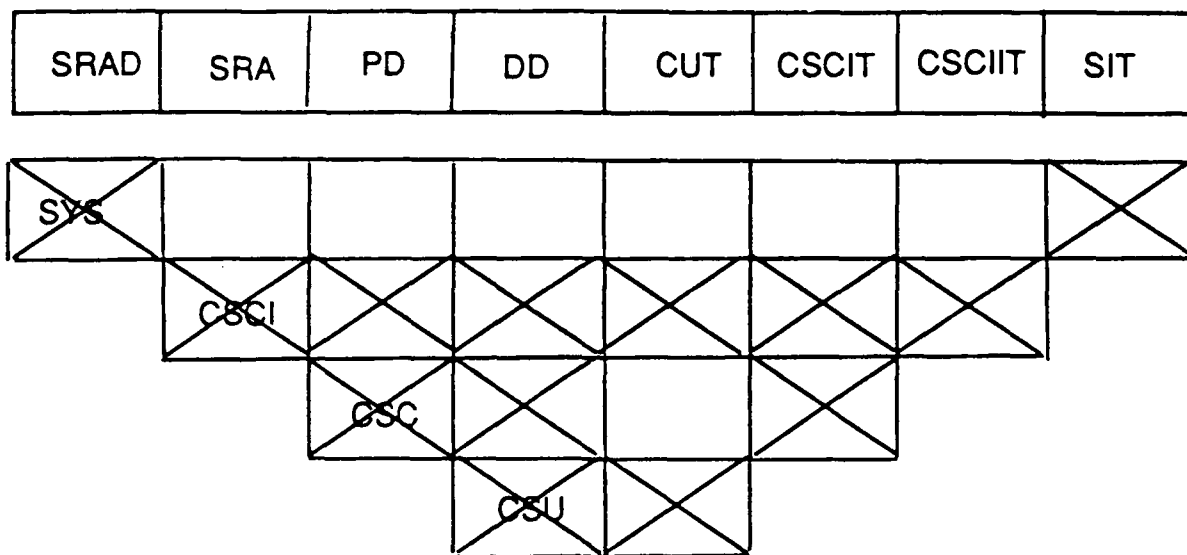 SRAD SRA PD DD CUT CSCIT CSCIIT SIT
SYS
CSCI
CSC
CSU